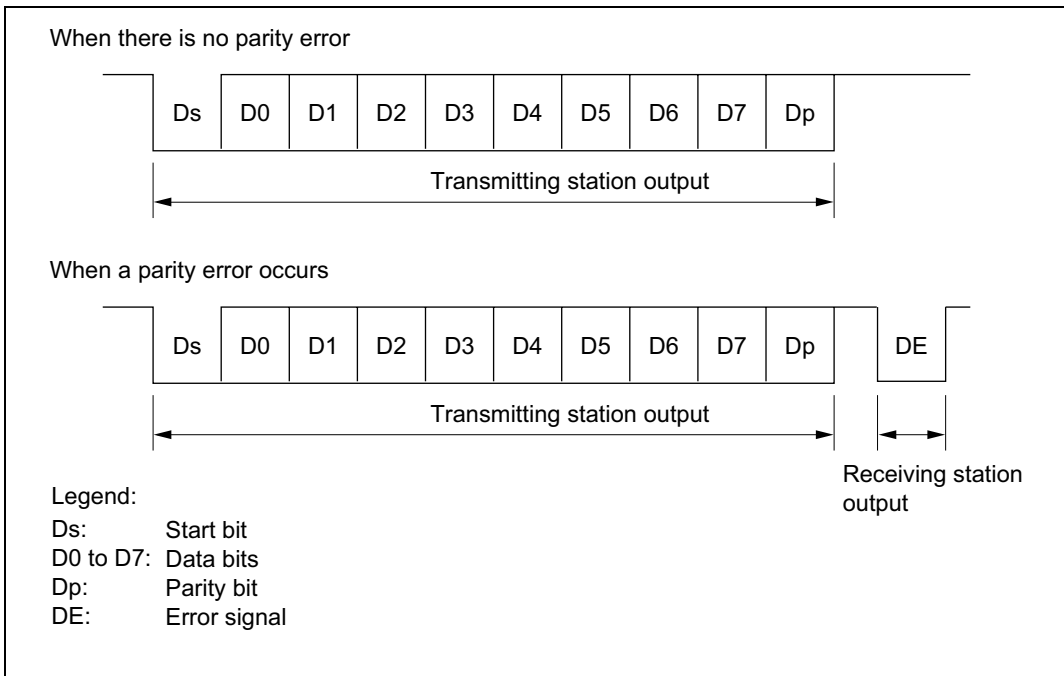 When there is no parity error
Ds D0 D1 D2 D3 D4 D5 D6 D7 Dp
Transmitting station output
When a parity error occurs
Ds D0 D1 D2 D3 D4 D5 D6 D7 Dp DE
Transmitting station output
Receiving station
output
Legend:
Ds: Start bit
D0 to D7: Data bits
Dp: Parity bit
DE: Error signal